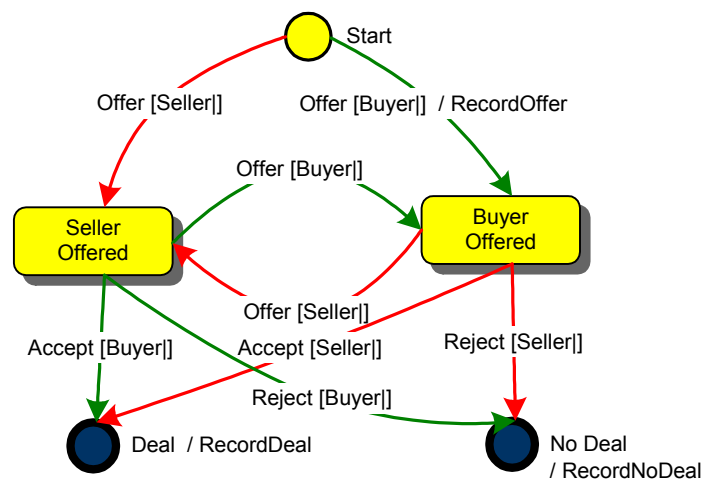 Start
Offer [Seller|]
Offer [Buyer|]  / RecordOffer
Offer [Buyer|]
Seller
Offered
Buyer
Offered
Offer [Seller|]
Accept [Buyer|]
Accept [Seller|]
Reject [Seller|]
Reject [Buyer|]
Deal  / RecordDeal
No Deal
/ RecordNoDeal